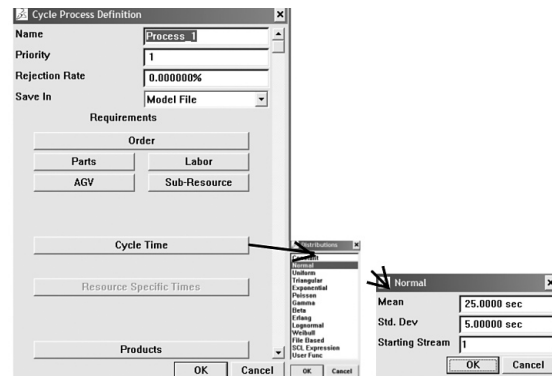 Cycle Process Definition
Name Process_1
Priority 1
Rejection Rate 0.000000%
Save In Model File
Requirements
Order
Parts Labor
AGV Sub-Resource
Cycle Time
Resource Specific Times
Products
OK Cancel
Distributions
Constant
Normal
Uniform
Triangular
Exponential
Poisson
Gamma
Beta
Erlang
Lognormal
Weibull
File Based
SCL Expression
User Func
OK Cancel
Normal
Mean 25.0000 sec
Std. Dev 5.00000 sec
Starting Stream 1
OK Cancel